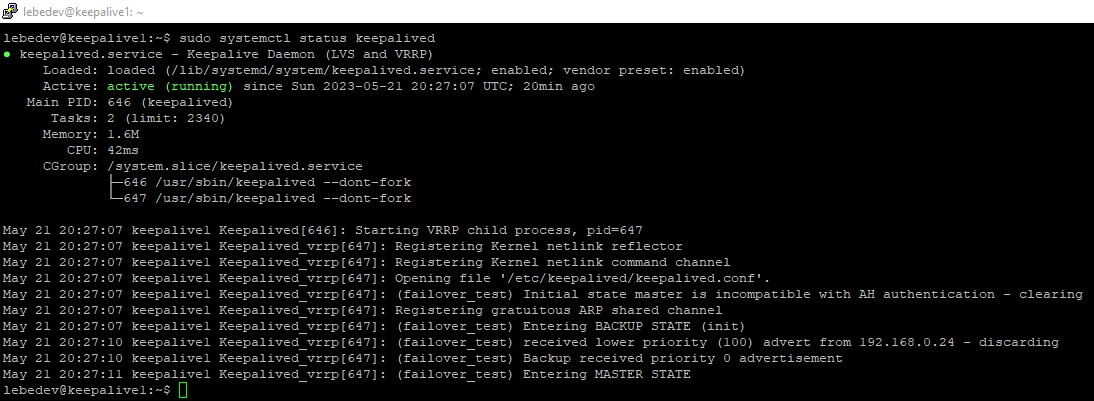 lebedev@keepalive1: ~
lebedev@keepalive1:~$ sudo systemctl status keepalived
● keepalived.service - Keepalive Daemon (LVS and VRRP)
Loaded: loaded (/lib/systemd/system/keepalived.service; enabled; vendor preset: enabled)
Active: active (running) since Sun 2023-05-21 20:27:07 UTC; 20min ago
Main PID: 646 (keepalived)
Tasks: 2 (limit: 2340)
Memory: 1.6M
CPU: 42ms
CGroup: /system.slice/keepalived.service
├─646 /usr/sbin/keepalived --dont-fork
└─647 /usr/sbin/keepalived --dont-fork
May 21 20:27:07 keepalive1 Keepalived[646]: Starting VRRP child process, pid=647
May 21 20:27:07 keepalive1 Keepalived_vrrp[647]: Registering Kernel netlink reflector
May 21 20:27:07 keepalive1 Keepalived_vrrp[647]: Registering Kernel netlink command channel
May 21 20:27:07 keepalive1 Keepalived_vrrp[647]: Opening file '/etc/keepalived/keepalived.conf'.
May 21 20:27:07 keepalive1 Keepalived_vrrp[647]: (failover_test) Initial state master is incompatible with AH authentication - clearing
May 21 20:27:07 keepalive1 Keepalived_vrrp[647]: Registering gratuitous ARP shared channel
May 21 20:27:07 keepalive1 Keepalived_vrrp[647]: (failover_test) Entering BACKUP STATE (init)
May 21 20:27:10 keepalive1 Keepalived_vrrp[647]: (failover_test) received lower priority (100) advert from 192.168.0.24 - discarding
May 21 20:27:10 keepalive1 Keepalived_vrrp[647]: (failover_test) Backup received priority 0 advertisement
May 21 20:27:11 keepalive1 Keepalived_vrrp[647]: (failover_test) Entering MASTER STATE
lebedev@keepalive1:~$